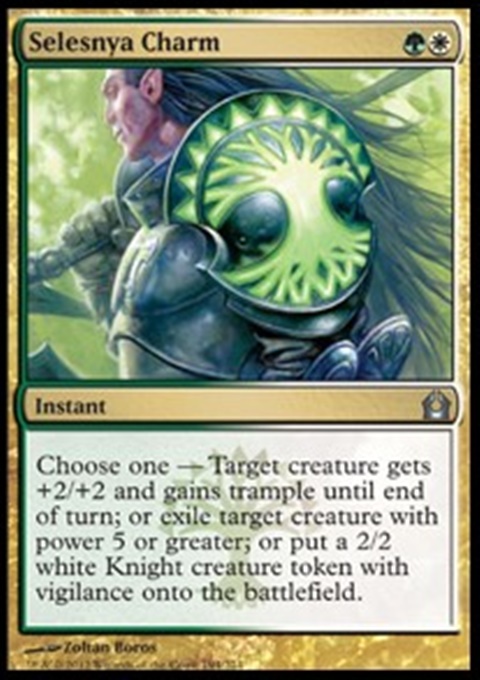 Selesnya Charm
Instant
Choose one — Target creature gets
+2/+2 and gains trample until end
of turn; or exile target creature with
power 5 or greater; or put a 2/2
white Knight creature token with
vigilance onto the battlefield.
Zoltan Boros